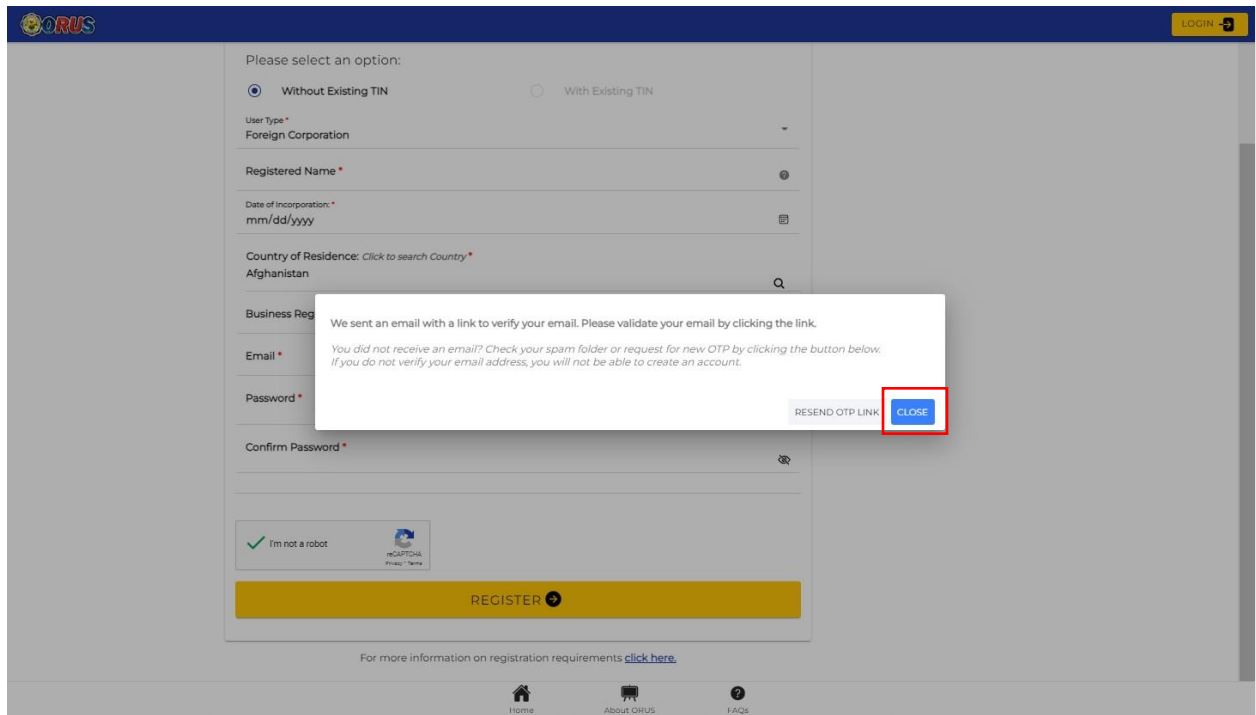 ORUS
LOGIN
Please select an option:
Without Existing TIN
With Existing TIN
User Type *
Foreign Corporation
Registered Name *
Date of Incorporation: *
mm/dd/yyyy
Country of Residence: Click to search Country *
Afghanistan
Business Reg
We sent an email with a link to verify your email. Please validate your email by clicking the link.
Email *
You did not receive an email? Check your spam folder or request for new OTP by clicking the button below.
If you do not verify your email address, you will not be able to create an account.
Password *
RESEND OTP LINK
CLOSE
Confirm Password *
I'm not a robot
reCAPTCHA
Privacy - Terms
REGISTER
For more information on registration requirements click here.
Home
About ORUS
FAQs